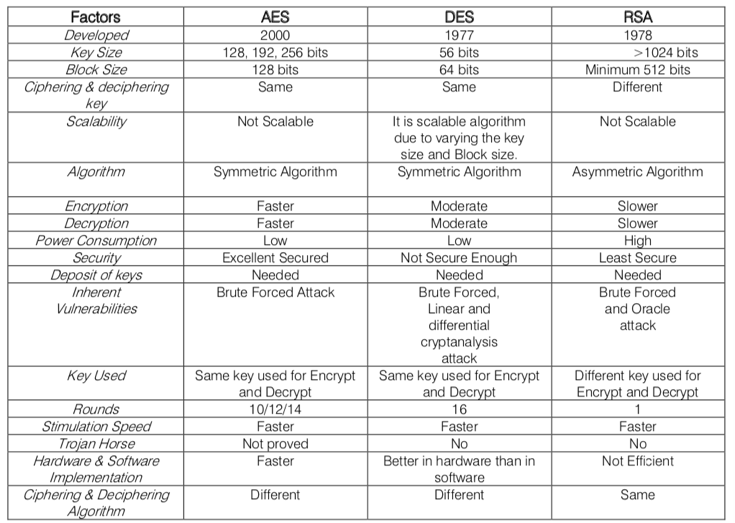 Factors AES DES RSA
Developed 2000 1977 1978
Key Size 128, 192, 256 bits 56 bits >1024 bits
Block Size 128 bits 64 bits Minimum 512 bits
Ciphering & deciphering Same Same Different
key
Scalability Not Scalable It is scalable algorithm Not Scalable
due to varying the key
size and Block size.
Algorithm Symmetric Algorithm Symmetric Algorithm Asymmetric Algorithm
Encryption Faster Moderate Slower
Decryption Faster Moderate Slower
Power Consumption Low Low High
Security Excellent Secured Not Secure Enough Least Secure
Deposit of keys Needed Needed Needed
Inherent Brute Forced Attack Brute Forced, Brute Forced
Vulnerabilities Linear and and Oracle
differential attack
cryptanalysis
attack
Key Used Same key used for Encrypt Same key used for Encrypt Different key used for
and Decrypt and Decrypt Encrypt and Decrypt
Rounds 10/12/14 16 1
Stimulation Speed Faster Faster Faster
Trojan Horse Not proved No No
Hardware & Software Faster Better in hardware than in Not Efficient
Implementation software
Ciphering & Deciphering Different Different Same
Algorithm